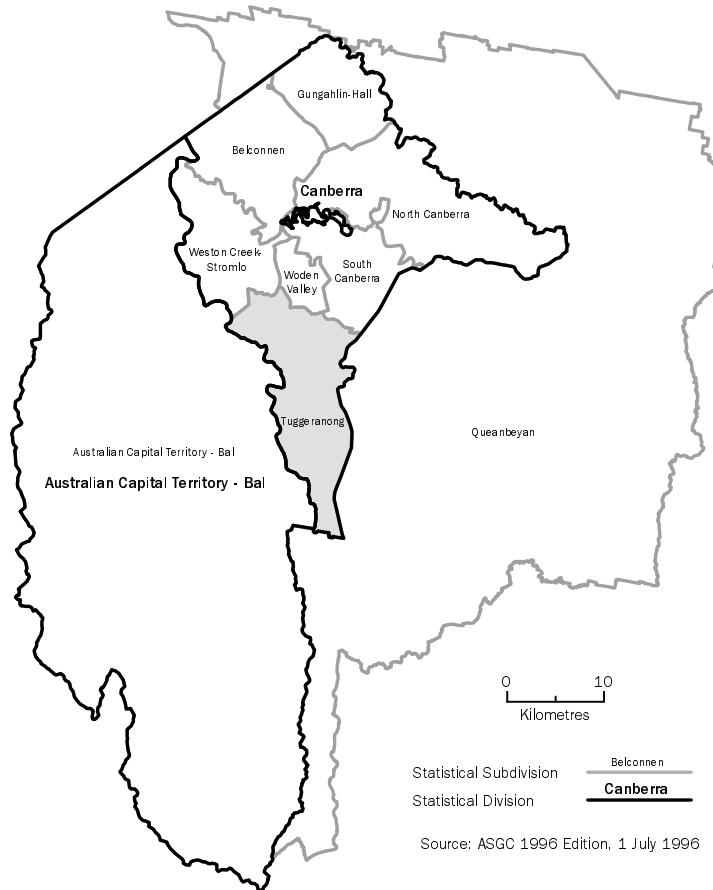 Gungahlin-Hall
Belconnen
Canberra
North Canberra
Weston Creek-
Stromlo
Woden
Valley
South
Canberra
Tuggeranong
Queanbeyan
Australian Capital Territory - Bal
Australian Capital Territory - Bal
0 10
Kilometres
Statistical Subdivision Belconnen
Statistical Division Canberra
Source: ASGC 1996 Edition, 1 July 1996